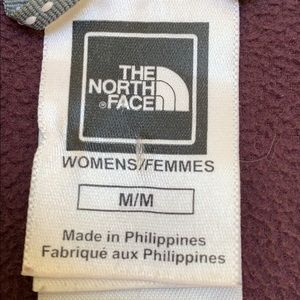 THE
NORTH
FACE
®
WOMENS/FEMMES
M/M
Made in Philippines
Fabriqué aux Philippines